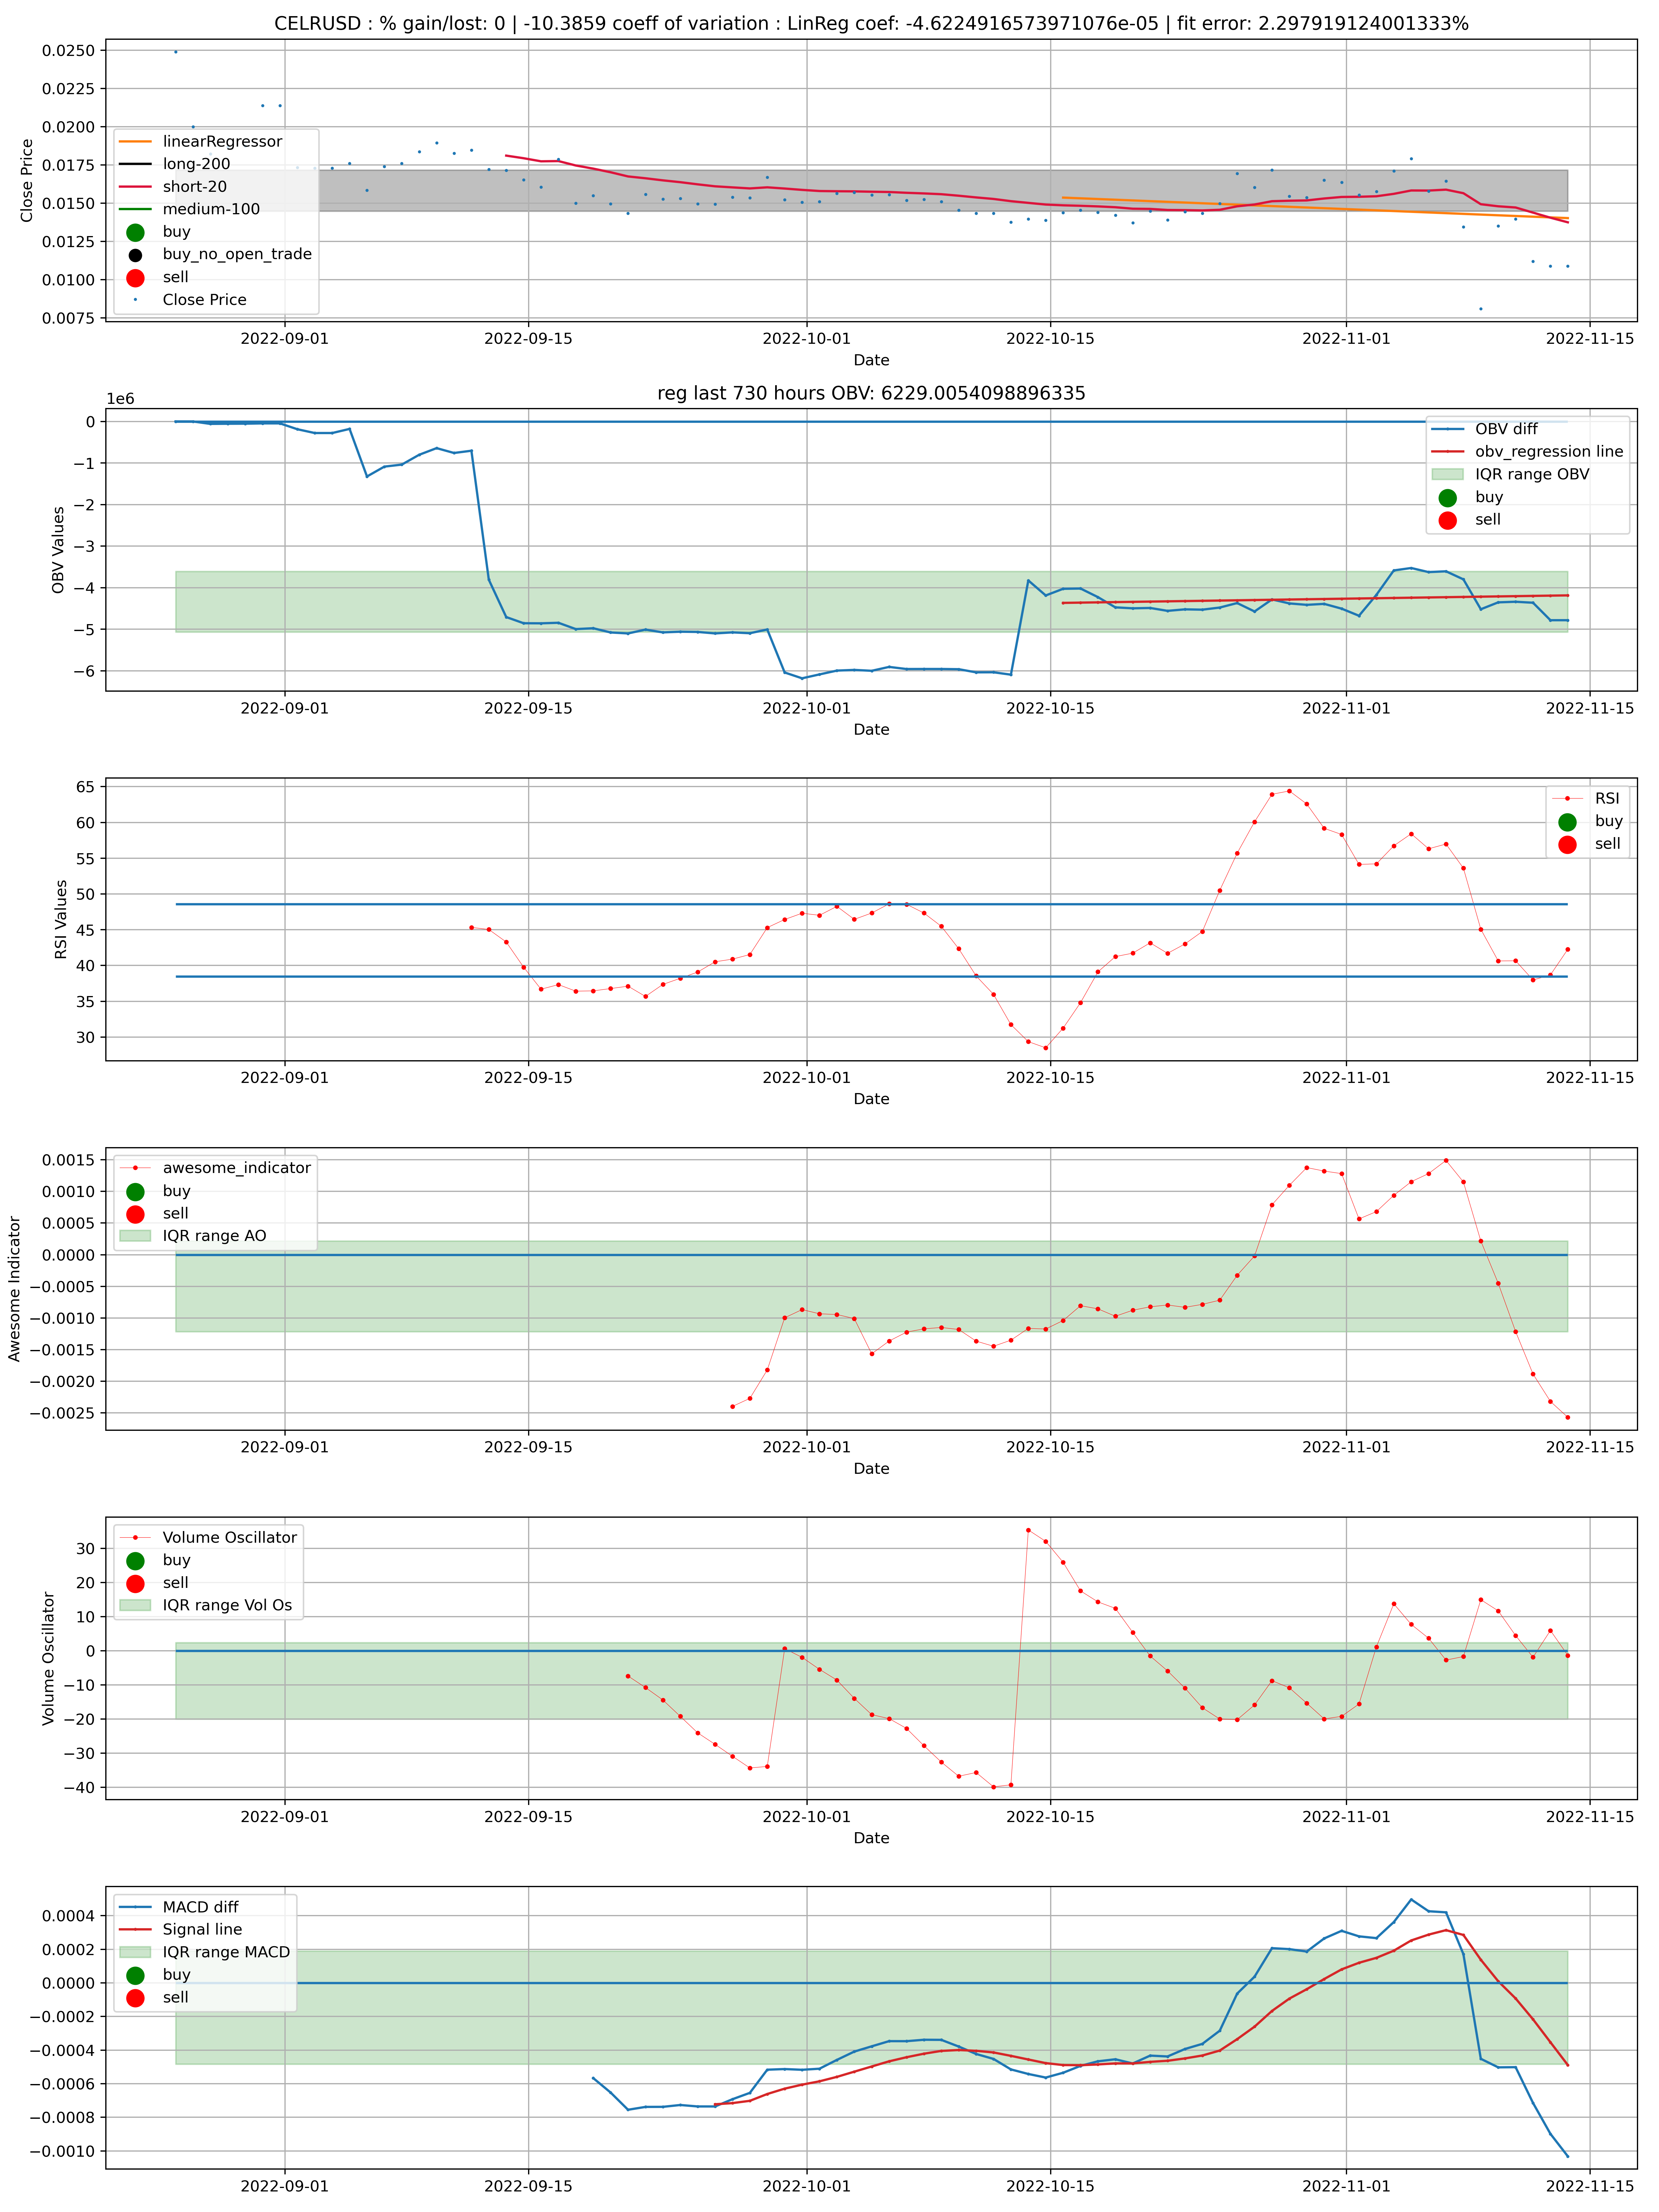 CELRUSD : % gain/lost: 0 | -10.3859 coeff of variation : LinReg coef: -4.6224916573971076e-05 | fit error: 2.297919124001333%
0.0250
0.0225
0.0200
0.0175
0.0150
0.0125
0.0100
0.0075
Close Price
linearRegressor
long-200
short-20
medium-100
buy
buy_no_open_trade
sell
Close Price
2022-09-01 2022-09-15 2022-10-01 2022-10-15 2022-11-01 2022-11-15
Date
reg last 730 hours OBV: 6229.0054098896335
1e6
0
−1
−2
−3
−4
−5
−6
OBV Values
OBV diff
obv_regression line
IQR range OBV
buy
sell
2022-09-01 2022-09-15 2022-10-01 2022-10-15 2022-11-01 2022-11-15
Date
65
60
55
50
45
40
35
30
RSI Values
RSI
buy
sell
2022-09-01 2022-09-15 2022-10-01 2022-10-15 2022-11-01 2022-11-15
Date
0.0015
0.0010
0.0005
0.0000
−0.0005
−0.0010
−0.0015
−0.0020
−0.0025
Awesome Indicator
awesome_indicator
buy
sell
IQR range AO
2022-09-01 2022-09-15 2022-10-01 2022-10-15 2022-11-01 2022-11-15
Date
30
20
10
0
−10
−20
−30
−40
Volume Oscillator
Volume Oscillator
buy
sell
IQR range Vol Os
2022-09-01 2022-09-15 2022-10-01 2022-10-15 2022-11-01 2022-11-15
Date
0.0004
0.0002
0.0000
−0.0002
−0.0004
−0.0006
−0.0008
−0.0010
MACD diff
Signal line
IQR range MACD
buy
sell
2022-09-01 2022-09-15 2022-10-01 2022-10-15 2022-11-01 2022-11-15